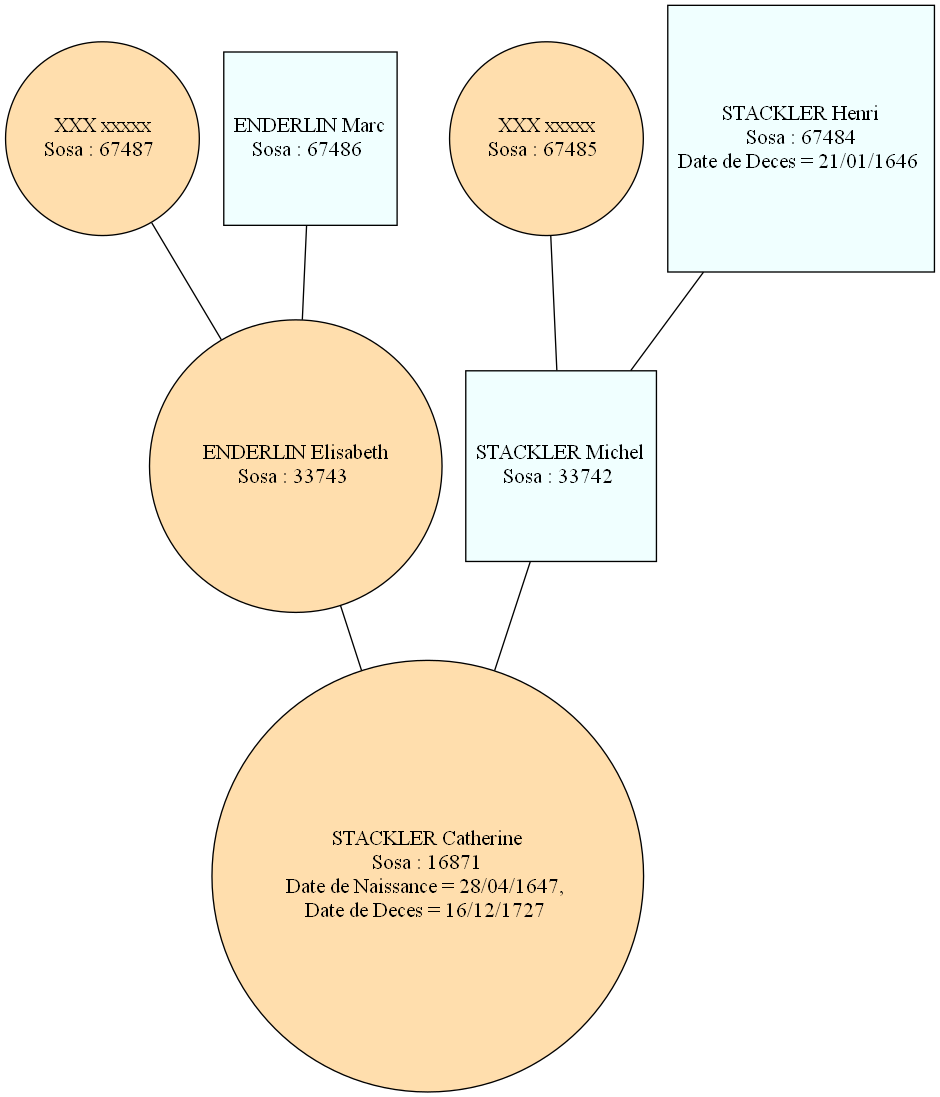 XXX xxxxx
Sosa : 67487
ENDERLIN Marc
Sosa : 67486
XXX xxxxx
Sosa : 67485
STACKLER Henri
Sosa : 67484
Date de Deces = 21/01/1646
ENDERLIN Elisabeth
Sosa : 33743
STACKLER Michel
Sosa : 33742
STACKLER Catherine
Sosa : 16871
Date de Naissance = 28/04/1647,
Date de Deces = 16/12/1727